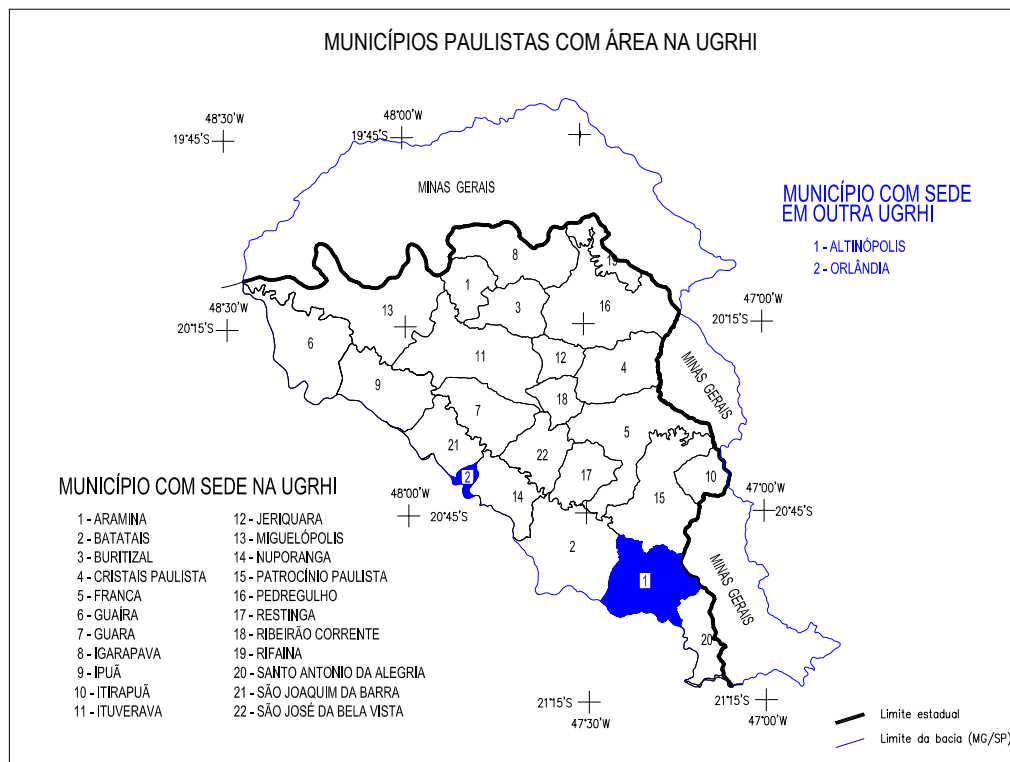 MUNICÍPIOS PAULISTAS COM ÁREA NA UGRHI
48°30'W
19°45'S
48°00'W
19°45'S
MINAS GERAIS
MUNICÍPIO COM SEDE
EM OUTRA UGRHI
1 - ALTINÓPOLIS
2 - ORLÂNDIA
8
19
1
3
16
13
48°30'W
20°15'S
47°00'W
20°15'S
6
11
12
4
MINAS GERAIS
9
18
7
5
21
22
17
10
2
14
15
48°00'W
20°45'S
47°00'W
20°45'S
2
1
MINAS GERAIS
20
MUNICÍPIO COM SEDE NA UGRHI
1 - ARAMINA
2 - BATATAIS
3 - BURITIZAL
4 - CRISTAIS PAULISTA
5 - FRANCA
6 - GUAÍRA
7 - GUARA
8 - IGARAPAVA
9 - IPUÃ
10 - ITIRAPUÃ
11 - ITUVERAVA
12 - JERIQUARA
13 - MIGUELÓPOLIS
14 - NUPORANGA
15 - PATROCÍNIO PAULISTA
16 - PEDREGULHO
17 - RESTINGA
18 - RIBEIRÃO CORRENTE
19 - RIFAINA
20 - SANTO ANTONIO DA ALEGRIA
21 - SÃO JOAQUIM DA BARRA
22 - SÃO JOSÉ DA BELA VISTA
21°15'S
47°30'W
21°15'S
47°00'W
Limite estadual
Limite da bacia (MG/SP)